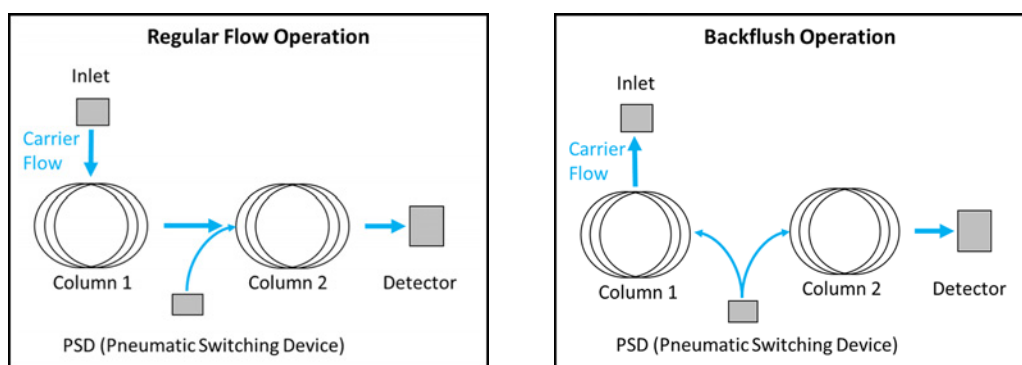 Regular Flow Operation
Inlet
Carrier
Flow
Column 1
Column 2
Detector
PSD (Pneumatic Switching Device)
Backflush Operation
Inlet
Carrier
Flow
Column 1
Column 2
Detector
PSD (Pneumatic Switching Device)